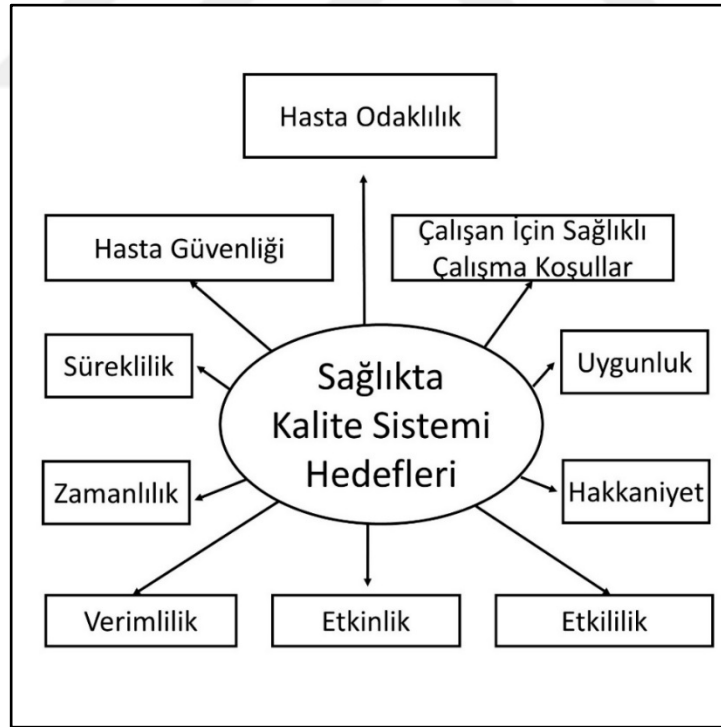 Hasta Odaklılık
Hasta Güvenliği
Çalışan İçin Sağlıklı
Çalışma Koşullar
Süreklilik
Sağlıkta
Kalite Sistemi
Hedefleri
Uygunluk
Zamanlılık
Hakkaniyet
Verimlilik
Etkinlik
Etkililik